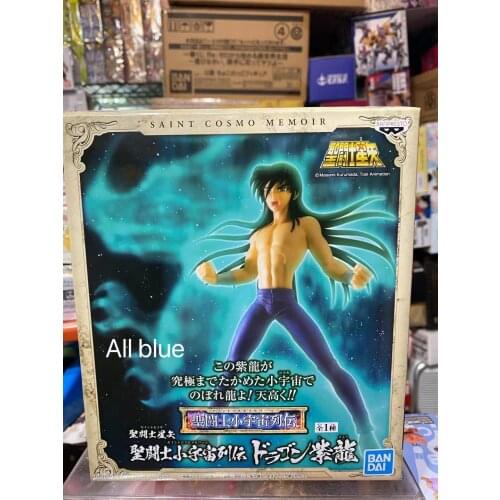 BANDAI
SAINT COSMO MEMOIR
BANPRESTO
聖闘士星矢
©Masami Kurumada, Toei Animation
All blue
この紫龍が
究極までたかめた小宇宙で
のぼれ龍よ!天高く!!
聖闘士小宇宙列伝
全1種
聖闘士星矢
聖闘士小宇宙列伝 ドラゴン紫龍
BAN
DAI